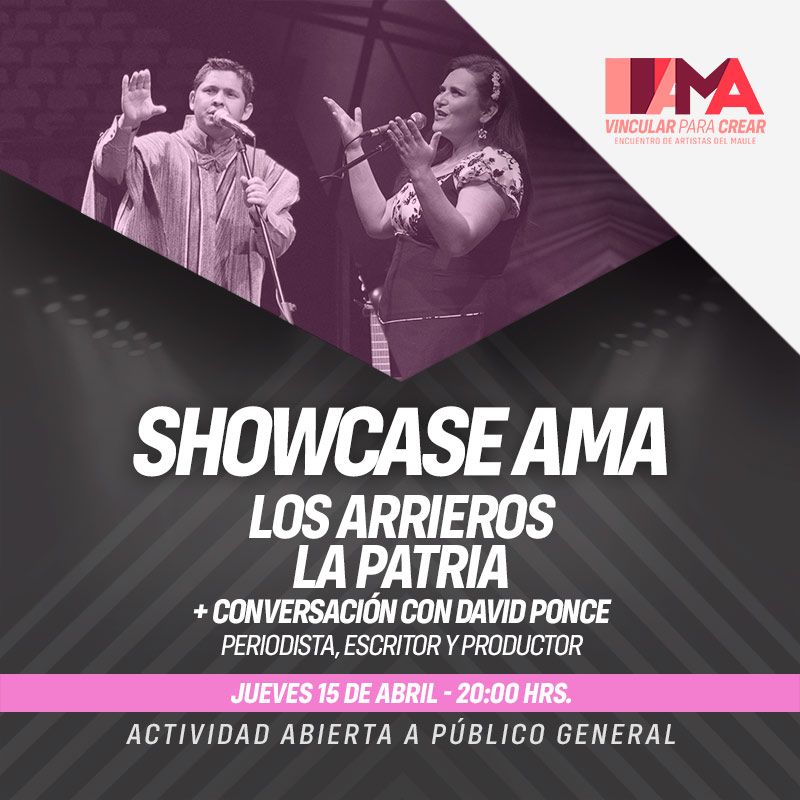 AMA
VINCULAR PARA CREAR
ENCUENTRO DE ARTISTAS DEL MAULE
SHOWCASE AMA
LOS ARRIEROS
LA PATRIA
+ CONVERSACIÓN CON DAVID PONCE
PERIODISTA, ESCRITOR Y PRODUCTOR
JUEVES 15 DE ABRIL - 20:00 HRS.
ACTIVIDAD ABIERTA A PÚBLICO GENERAL